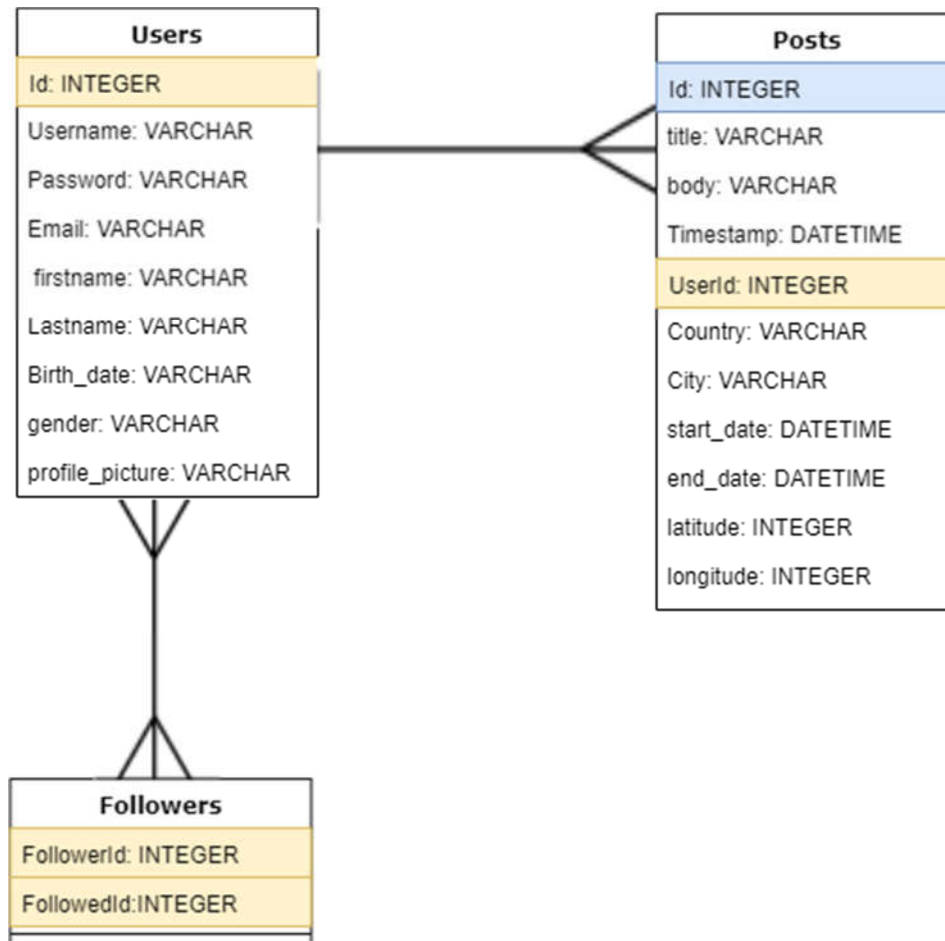 Users
Id: INTEGER
Username: VARCHAR
Password: VARCHAR
Email: VARCHAR
firstname: VARCHAR
Lastname: VARCHAR
Birth_date: VARCHAR
gender: VARCHAR
profile_picture: VARCHAR
Posts
Id: INTEGER
title: VARCHAR
body: VARCHAR
Timestamp: DATETIME
UserId: INTEGER
Country: VARCHAR
City: VARCHAR
start_date: DATETIME
end_date: DATETIME
latitude: INTEGER
longitude: INTEGER
Followers
FollowerId: INTEGER
FollowedId:INTEGER